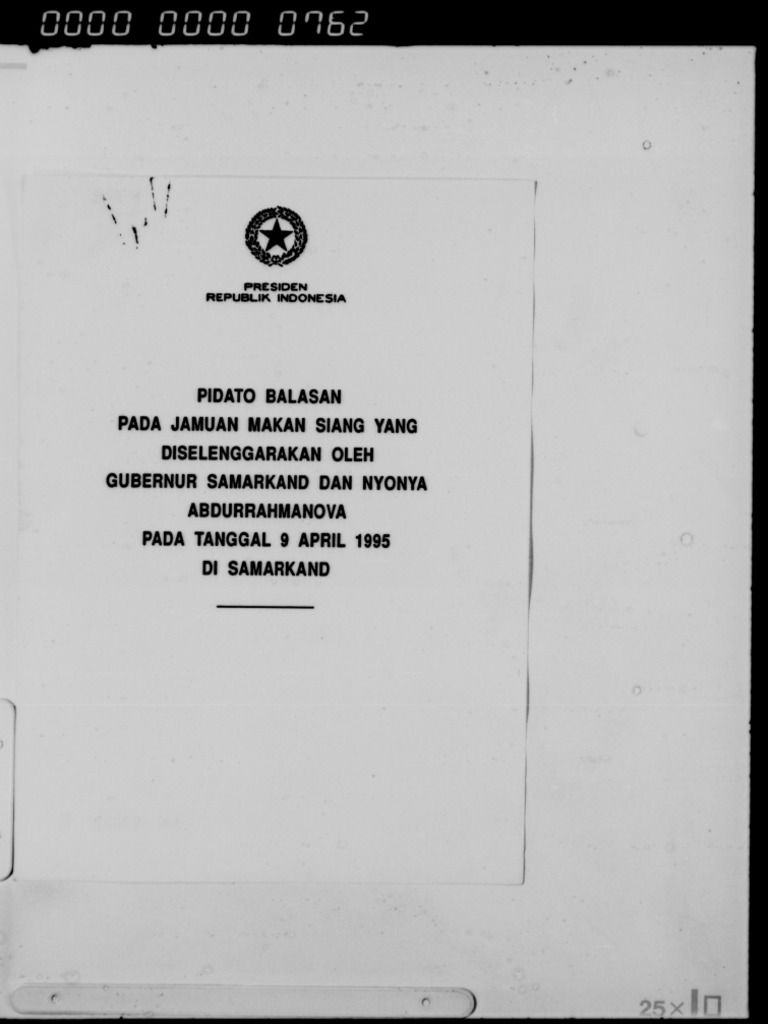 0000 0000 0762
PRESIDEN
REPUBLIK INDONESIA
PIDATO BALASAN
PADA JAMUAN MAKAN SIANG YANG
DISELENGGARAKAN OLEH
GUBERNUR SAMARKAND DAN NYONYA
ABDURRAHMANOVA
PADA TANGGAL 9 APRIL 1995
DI SAMARKAND
25×